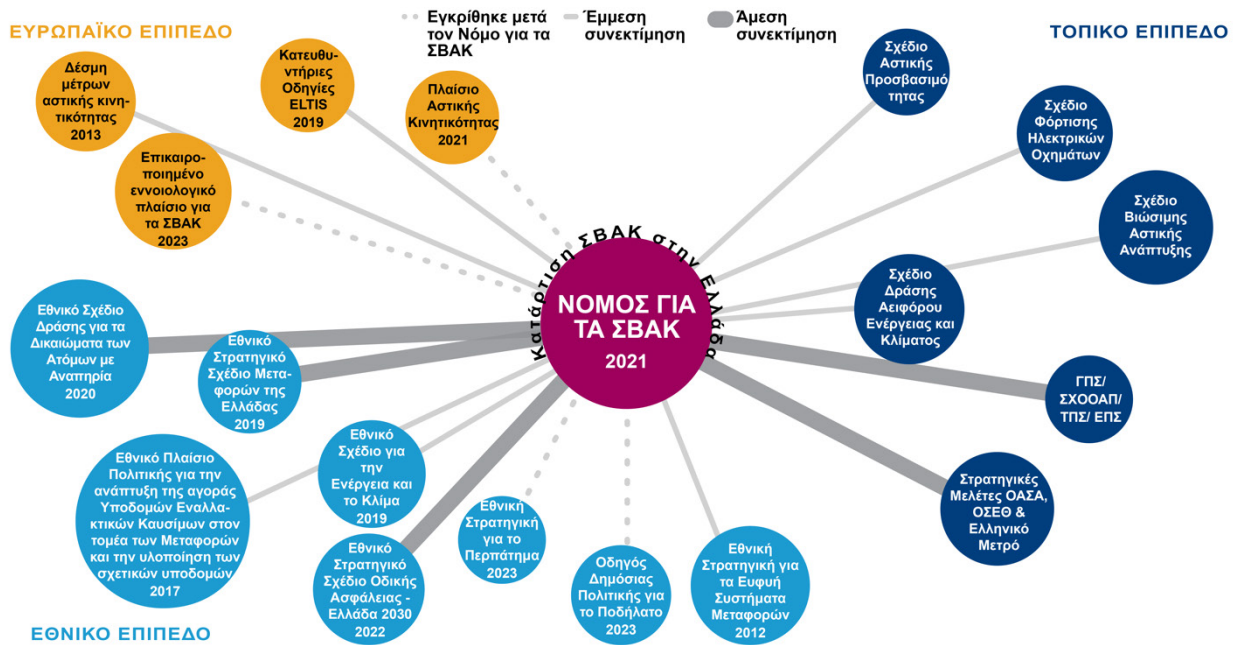 ΕΥΡΩΠΑΪΚΟ ΕΠΙΠΕΔΟ
Εγκρίθηκε μετά
τον Νόμο για τα
ΣΒΑΚ
Έμμεση
συνεκτίμηση
Άμεση
συνεκτίμηση
ΤΟΠΙΚΟ ΕΠΙΠΕΔΟ
Δέσμη
μέτρων
αστικής κινη-
τικότητας
2013
Κατευθυ-
ντήριες
Οδηγίες
ELTIS
2019
Πλαίσιο
Αστικής
Κινητικότητας
2021
Επικαιρο-
ποιημένο
εννοιολογικό
πλαίσιο για
τα ΣΒΑΚ
2023
Σχέδιο
Αστικής
Προσβασιμό
τητας
Σχέδιο
Φόρτισης
Ηλεκτρικών
Οχημάτων
Σχέδιο
Βιώσιμης
Αστικής
Ανάπτυξης
Σχέδιο
Δράσης
Αειφόρου
Ενέργειας και
Κλίματος
ΓΠΣ/
ΣΧΟΟΑΠ/
ΤΠΣ/ ΕΠΣ
Στρατηγικές
Μελέτες ΟΑΣΑ,
ΟΣΕΘ &
Ελληνικό
Μετρό
Κατάρτιση ΣΒΑΚ στην Ελλάδα
ΝΟΜΟΣ ΓΙΑ
ΤΑ ΣΒΑΚ
2021
Εθνικό Σχέδιο
Δράσης για τα
Δικαιώματα των
Ατόμων με
Αναπηρία
2020
Εθνικό
Στρατηγικό
Σχέδιο Μετα-
φορών της
Ελλάδας
2019
Εθνικό Πλαίσιο
Πολιτικής για την
ανάπτυξη της αγοράς
Υποδομών Εναλλα-
κτικών Καυσίμων στον
τομέα των Μεταφορών
και την υλοποίηση των
σχετικών υποδομών
2017
Εθνικό
Σχέδιο για
την
Ενέργεια και
το Κλίμα
2019
Εθνικό
Στρατηγικό
Σχέδιο Οδικής
Ασφάλειας -
Ελλάδα 2030
2022
Εθνική
Στρατηγική
για το
Περπάτημα
2023
Οδηγός
Δημόσιας
Πολιτικής για
το Ποδήλατο
2023
Εθνική
Στρατηγική για
τα Ευφυή
Συστήματα
Μεταφορών
2012
ΕΘΝΙΚΟ ΕΠΙΠΕΔΟ